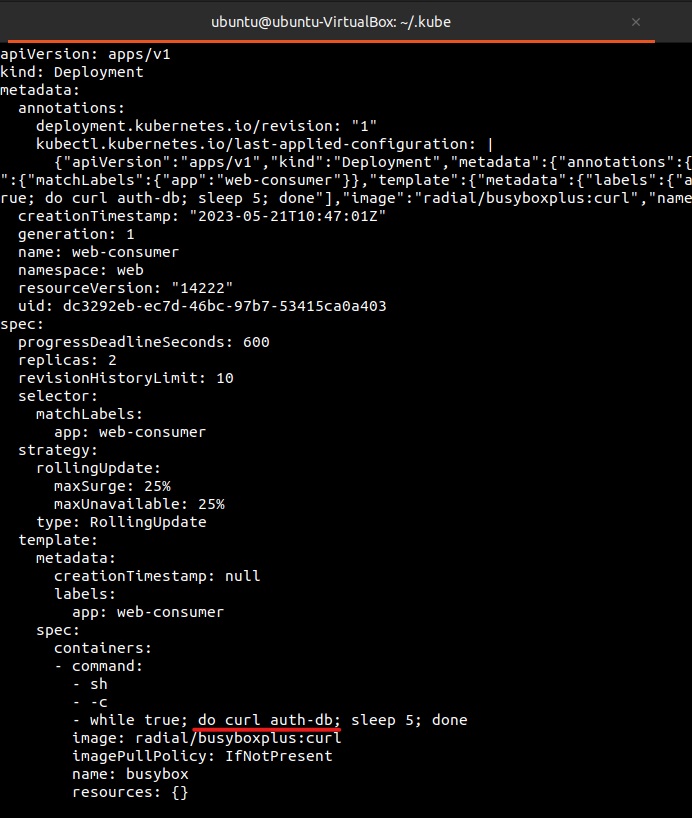 ubuntu@ubuntu-VirtualBox: ~/.kube
apiVersion: apps/v1
kind: Deployment
metadata:
  annotations:
    deployment.kubernetes.io/revision: "1"
    kubectl.kubernetes.io/last-applied-configuration: |
      {"apiVersion":"apps/v1","kind":"Deployment","metadata":{"annotations":{
":{"matchLabels":{"app":"web-consumer"}},"template":{"metadata":{"labels":{"a
rue; do curl auth-db; sleep 5; done"],"image":"radial/busyboxplus:curl","name
  creationTimestamp: "2023-05-21T10:47:01Z"
  generation: 1
  name: web-consumer
  namespace: web
  resourceVersion: "14222"
  uid: dc3292eb-ec7d-46bc-97b7-53415ca0a403
spec:
  progressDeadlineSeconds: 600
  replicas: 2
  revisionHistoryLimit: 10
  selector:
    matchLabels:
      app: web-consumer
  strategy:
    rollingUpdate:
      maxSurge: 25%
      maxUnavailable: 25%
    type: RollingUpdate
  template:
    metadata:
      creationTimestamp: null
      labels:
        app: web-consumer
    spec:
      containers:
      - command:
        - sh
        - -c
        - while true; do curl auth-db; sleep 5; done
        image: radial/busyboxplus:curl
        imagePullPolicy: IfNotPresent
        name: busybox
        resources: {}